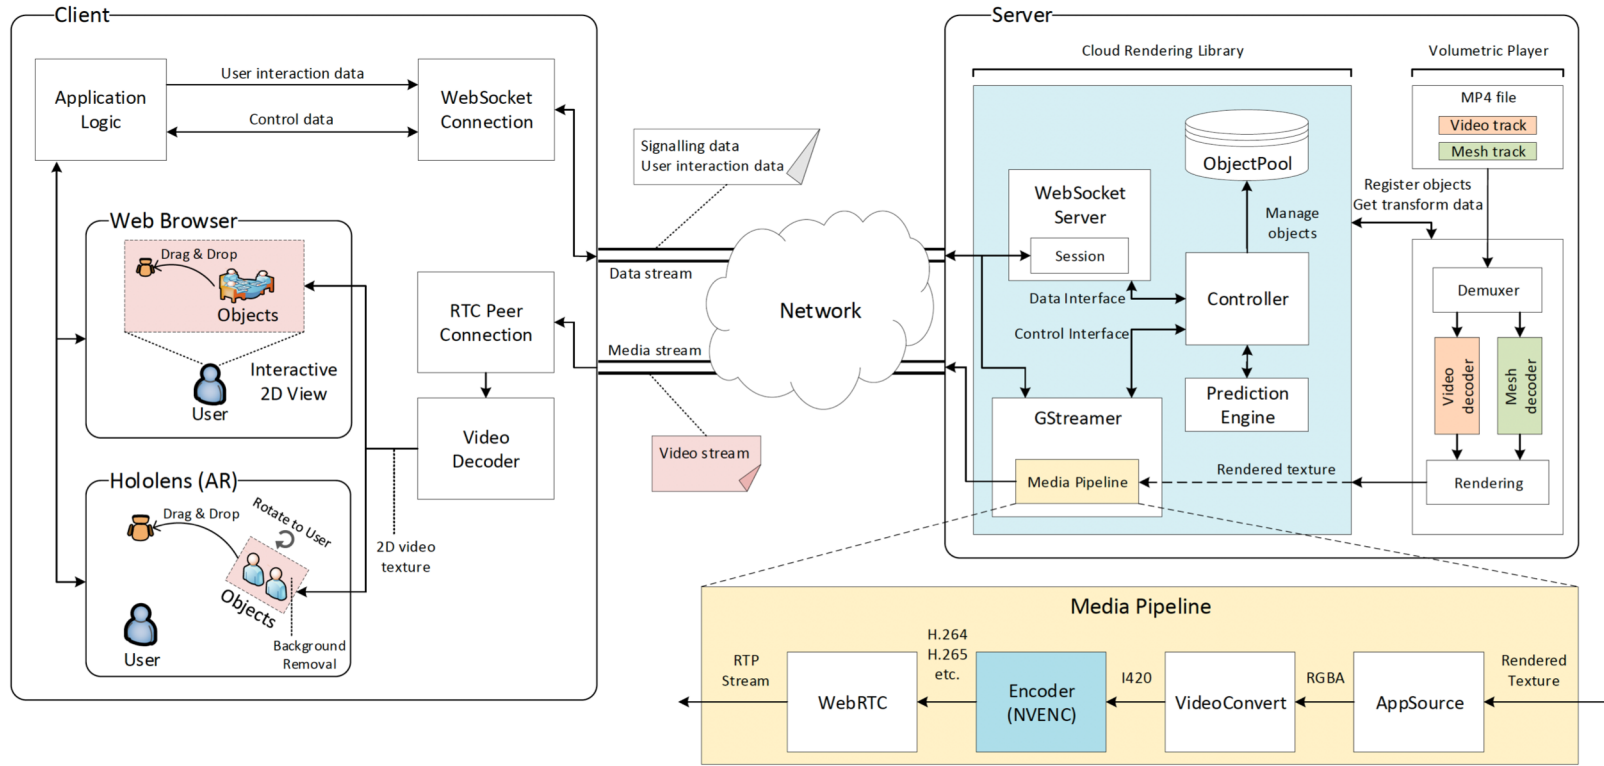 Client
Application
Logic
User interaction data
Control data
WebSocket
Connection
Web Browser
Drag & Drop
Objects
User
Interactive
2D View
RTC Peer
Connection
Video
Decoder
Hololens (AR)
Drag & Drop
Rotate to User
Objects
User
Background
Removal
2D video
texture
Signalling data
User interaction data
Data stream
Network
Media stream
Video stream
Server
Cloud Rendering Library
Volumetric Player
ObjectPool
WebSocket
Server
Session
Manage
objects
Data Interface
Control Interface
Controller
Prediction
Engine
GStreamer
Media Pipeline
Rendered texture
Register objects
Get transform data
MP4 file
Video track
Mesh track
Demuxer
Video
decoder
Mesh
decoder
Rendering
Media Pipeline
RTP
Stream
WebRTC
H.264
H.265
etc.
Encoder
(NVENC)
I420
VideoConvert
RGBA
AppSource
Rendered
Texture